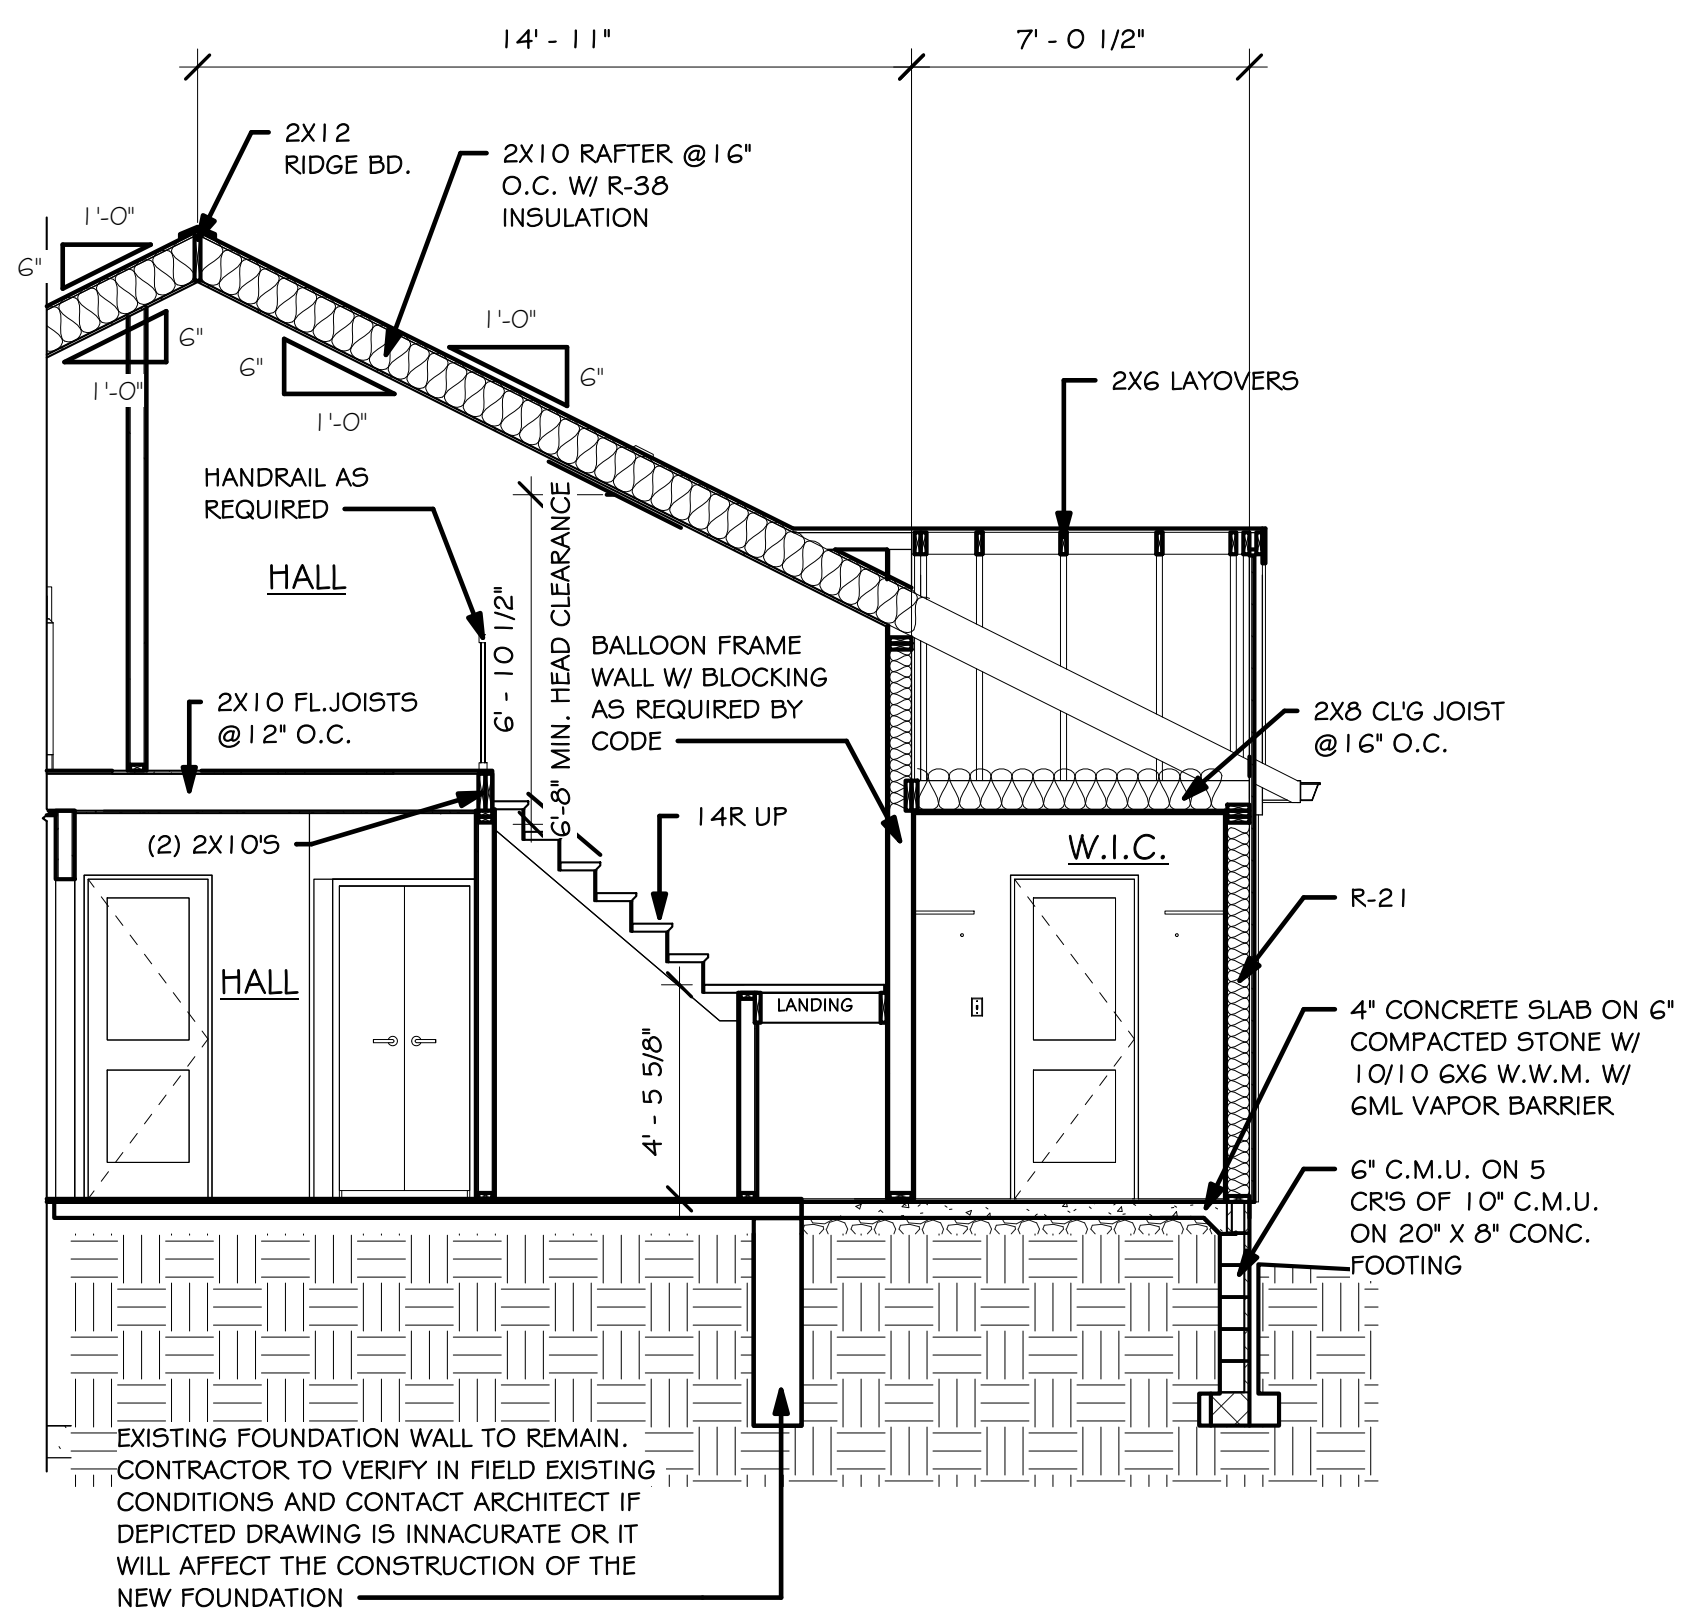 14' - 11"
7' - 0 1/2"
2X12
RIDGE BD.
2X10 RAFTER @16"
O.C. W/ R-38
INSULATION
1'-0"
6"
6"
1'-0"
1'-0"
6"
6"
1'-0"
2X6 LAYOVERS
HANDRAIL AS
REQUIRED
HALL
6' - 10 1/2"
6'-8" MIN. HEAD CLEARANCE
BALLOON FRAME
WALL W/ BLOCKING
AS REQUIRED BY
CODE
2X10 FL.JOISTS
@12" O.C.
2X8 CL'G JOIST
@16" O.C.
(2) 2X10'S
14R UP
W.I.C.
R-21
HALL
LANDING
4' - 5 5/8"
4" CONCRETE SLAB ON 6"
COMPACTED STONE W/
10/10 6X6 W.W.M. W/
6ML VAPOR BARRIER
6" C.M.U. ON 5
CR'S OF 10" C.M.U.
ON 20" X 8" CONC.
FOOTING
EXISTING FOUNDATION WALL TO REMAIN.
CONTRACTOR TO VERIFY IN FIELD EXISTING
CONDITIONS AND CONTACT ARCHITECT IF
DEPICTED DRAWING IS INNACURATE OR IT
WILL AFFECT THE CONSTRUCTION OF THE
NEW FOUNDATION